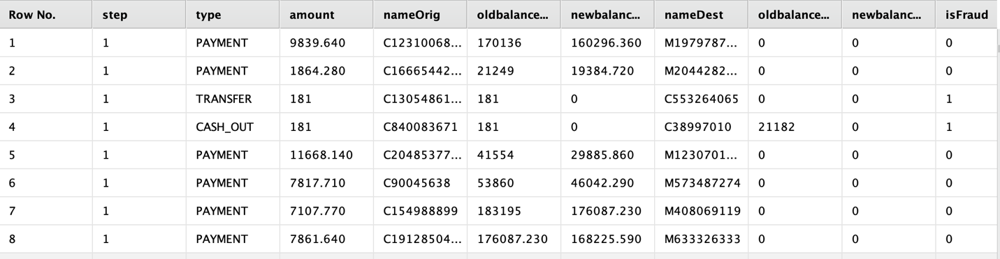 Row No. step type amount nameOrig oldbalance... newbalanc... nameDest oldbalance... newbalanc... isFraud
1 1 PAYMENT 9839.640 C12310068... 170136 160296.360 M1979787... 0 0 0
2 1 PAYMENT 1864.280 C16665442... 21249 19384.720 M2044282... 0 0 0
3 1 TRANSFER 181 C13054861... 181 0 C553264065 0 0 1
4 1 CASH_OUT 181 C840083671 181 0 C38997010 21182 0 1
5 1 PAYMENT 11668.140 C20485377... 41554 29885.860 M1230701... 0 0 0
6 1 PAYMENT 7817.710 C90045638 53860 46042.290 M573487274 0 0 0
7 1 PAYMENT 7107.770 C154988899 183195 176087.230 M408069119 0 0 0
8 1 PAYMENT 7861.640 C19128504... 176087.230 168225.590 M633326333 0 0 0